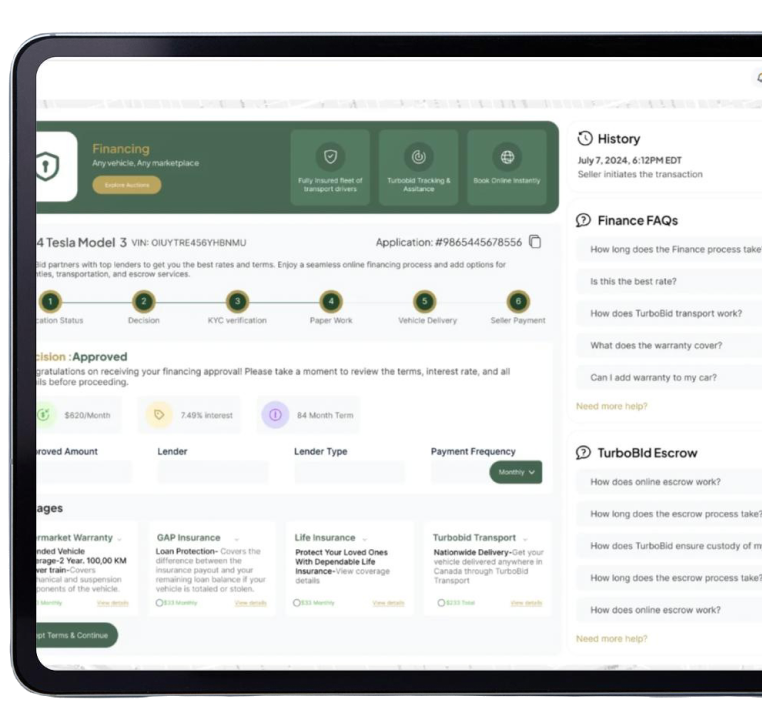 Financing
Any vehicle, Any marketplace
Explore Auctions
Fully Insured fleet of
transport drivers
Turbobid Tracking &
Assitance
Book Online Instantly
4 Tesla Model 3 VIN: OIUYTRE456YHBNMU
Application: #9865445678556
Bid partners with top lenders to get you the best rates and terms. Enjoy a seamless online financing process and add options for
nties, transportation, and escrow services.
1
2
3
4
5
6
cation Status
Decision
KYC verification
Paper Work
Vehicle Delivery
Seller Payment
cision :Approved
gratulations on receiving your financing approval! Please take a moment to review the terms, interest rate, and all
ils before proceeding.
$620/Month
7.49% interest
84 Month Term
roved Amount
Lender
Lender Type
Payment Frequency
Monthly
ages
rmarket Warranty
nded Vehicle
erage-2 Year. 100,00 KM
wer train-Covers
hanical and suspension
ponents of the vehicle.
Monthly
View details
GAP Insurance
Loan Protection- Covers the
difference between the
insurance payout and your
remaining loan balance if your
vehicle is totaled or stolen.
$33 Monthly
View details
Life Insurance
Protect Your Loved Ones
With Dependable Life
Insurance-View coverage
details
$33 Monthly
View details
Turbobid Transport
Nationwide Delivery-Get your
vehicle delivered anywhere in
Canada through TurboBid
Transport
$233 Total
View details
ept Terms & Continue
History
July 7, 2024, 6:12PM EDT
Seller initiates the transaction
Finance FAQs
How long does the Finance process take
Is this the best rate?
How does TurboBid transport work?
What does the warranty cover?
Can I add warranty to my car?
Need more help?
TurboBId Escrow
How does online escrow work?
How long does the escrow process take?
How does TurboBid ensure custody of m
How long does the escrow process take?
How does online escrow work?
Need more help?